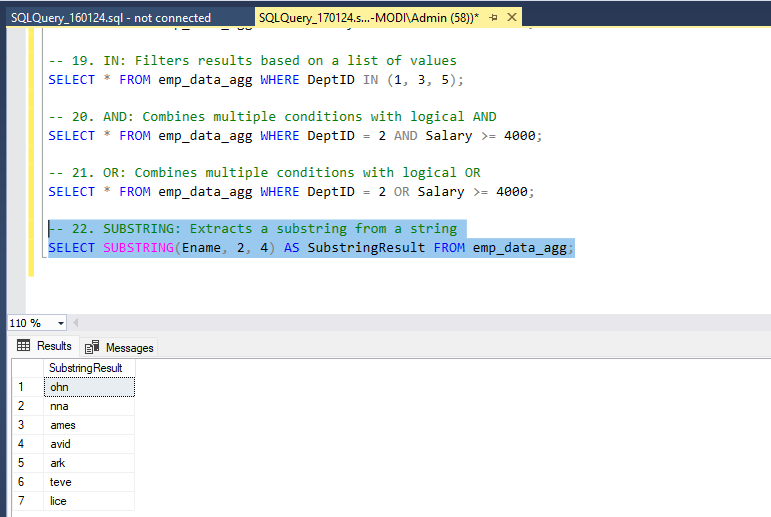 SQLQuery_160124.sql - not connected
SQLQuery_170124.s...-MODI\Admin (58))*
-- 19. IN: Filters results based on a list of values
SELECT * FROM emp_data_agg WHERE DeptID IN (1, 3, 5);
-- 20. AND: Combines multiple conditions with logical AND
SELECT * FROM emp_data_agg WHERE DeptID = 2 AND Salary >= 4000;
-- 21. OR: Combines multiple conditions with logical OR
SELECT * FROM emp_data_agg WHERE DeptID = 2 OR Salary >= 4000;
-- 22. SUBSTRING: Extracts a substring from a string
SELECT SUBSTRING(Ename, 2, 4) AS SubstringResult FROM emp_data_agg;
110 %
Results Messages
SubstringResult
1 ohn
2 nna
3 ames
4 avid
5 ark
6 teve
7 lice